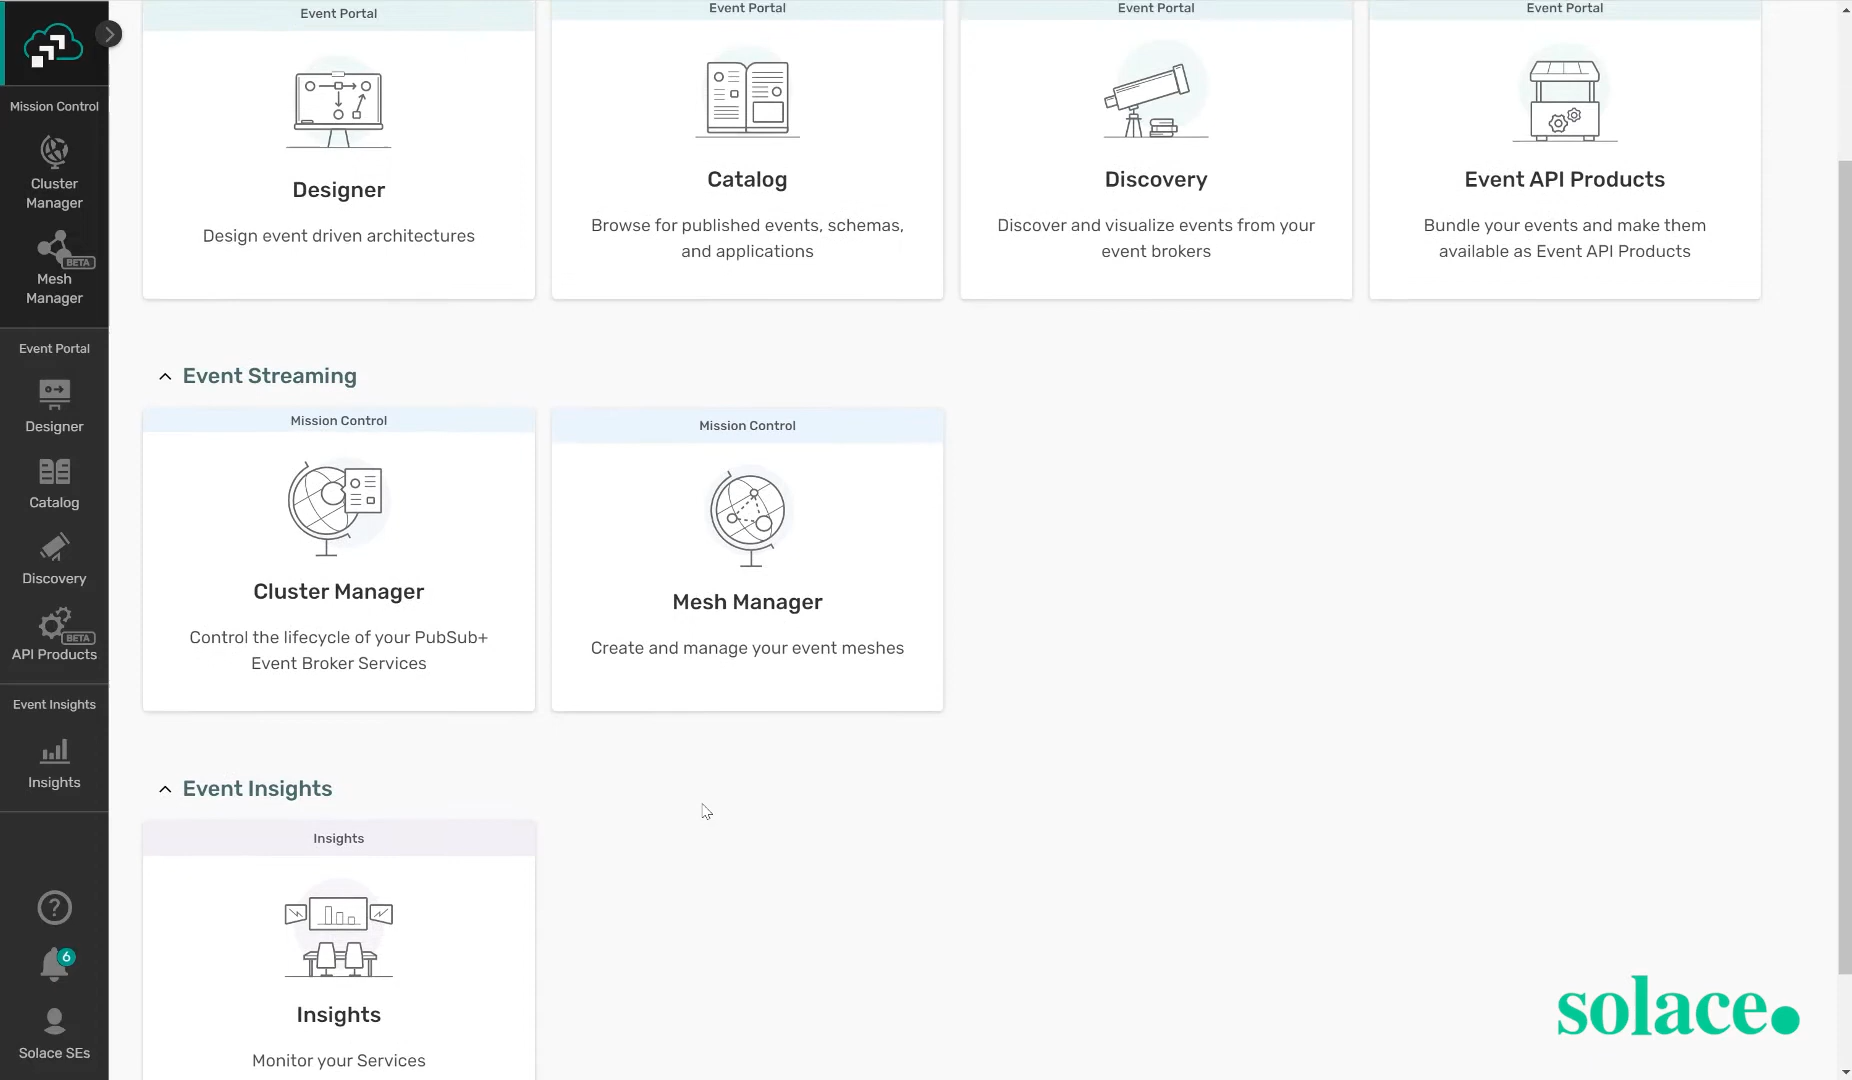 Mission Control
Cluster
Manager
BETA
Mesh
Manager
Event Portal
Designer
Catalog
Discovery
BETA
API Products
Event Insights
Insights
?
6
Solace SEs
Event Portal
Designer
Design event driven architectures
Event Portal
Catalog
Browse for published events, schemas,
and applications
Event Portal
Discovery
Discover and visualize events from your
event brokers
Event Portal
Event API Products
Bundle your events and make them
available as Event API Products
Event Streaming
Mission Control
Cluster Manager
Control the lifecycle of your PubSub+
Event Broker Services
Mission Control
Mesh Manager
Create and manage your event meshes
Event Insights
Insights
Insights
Monitor your Services
solace.